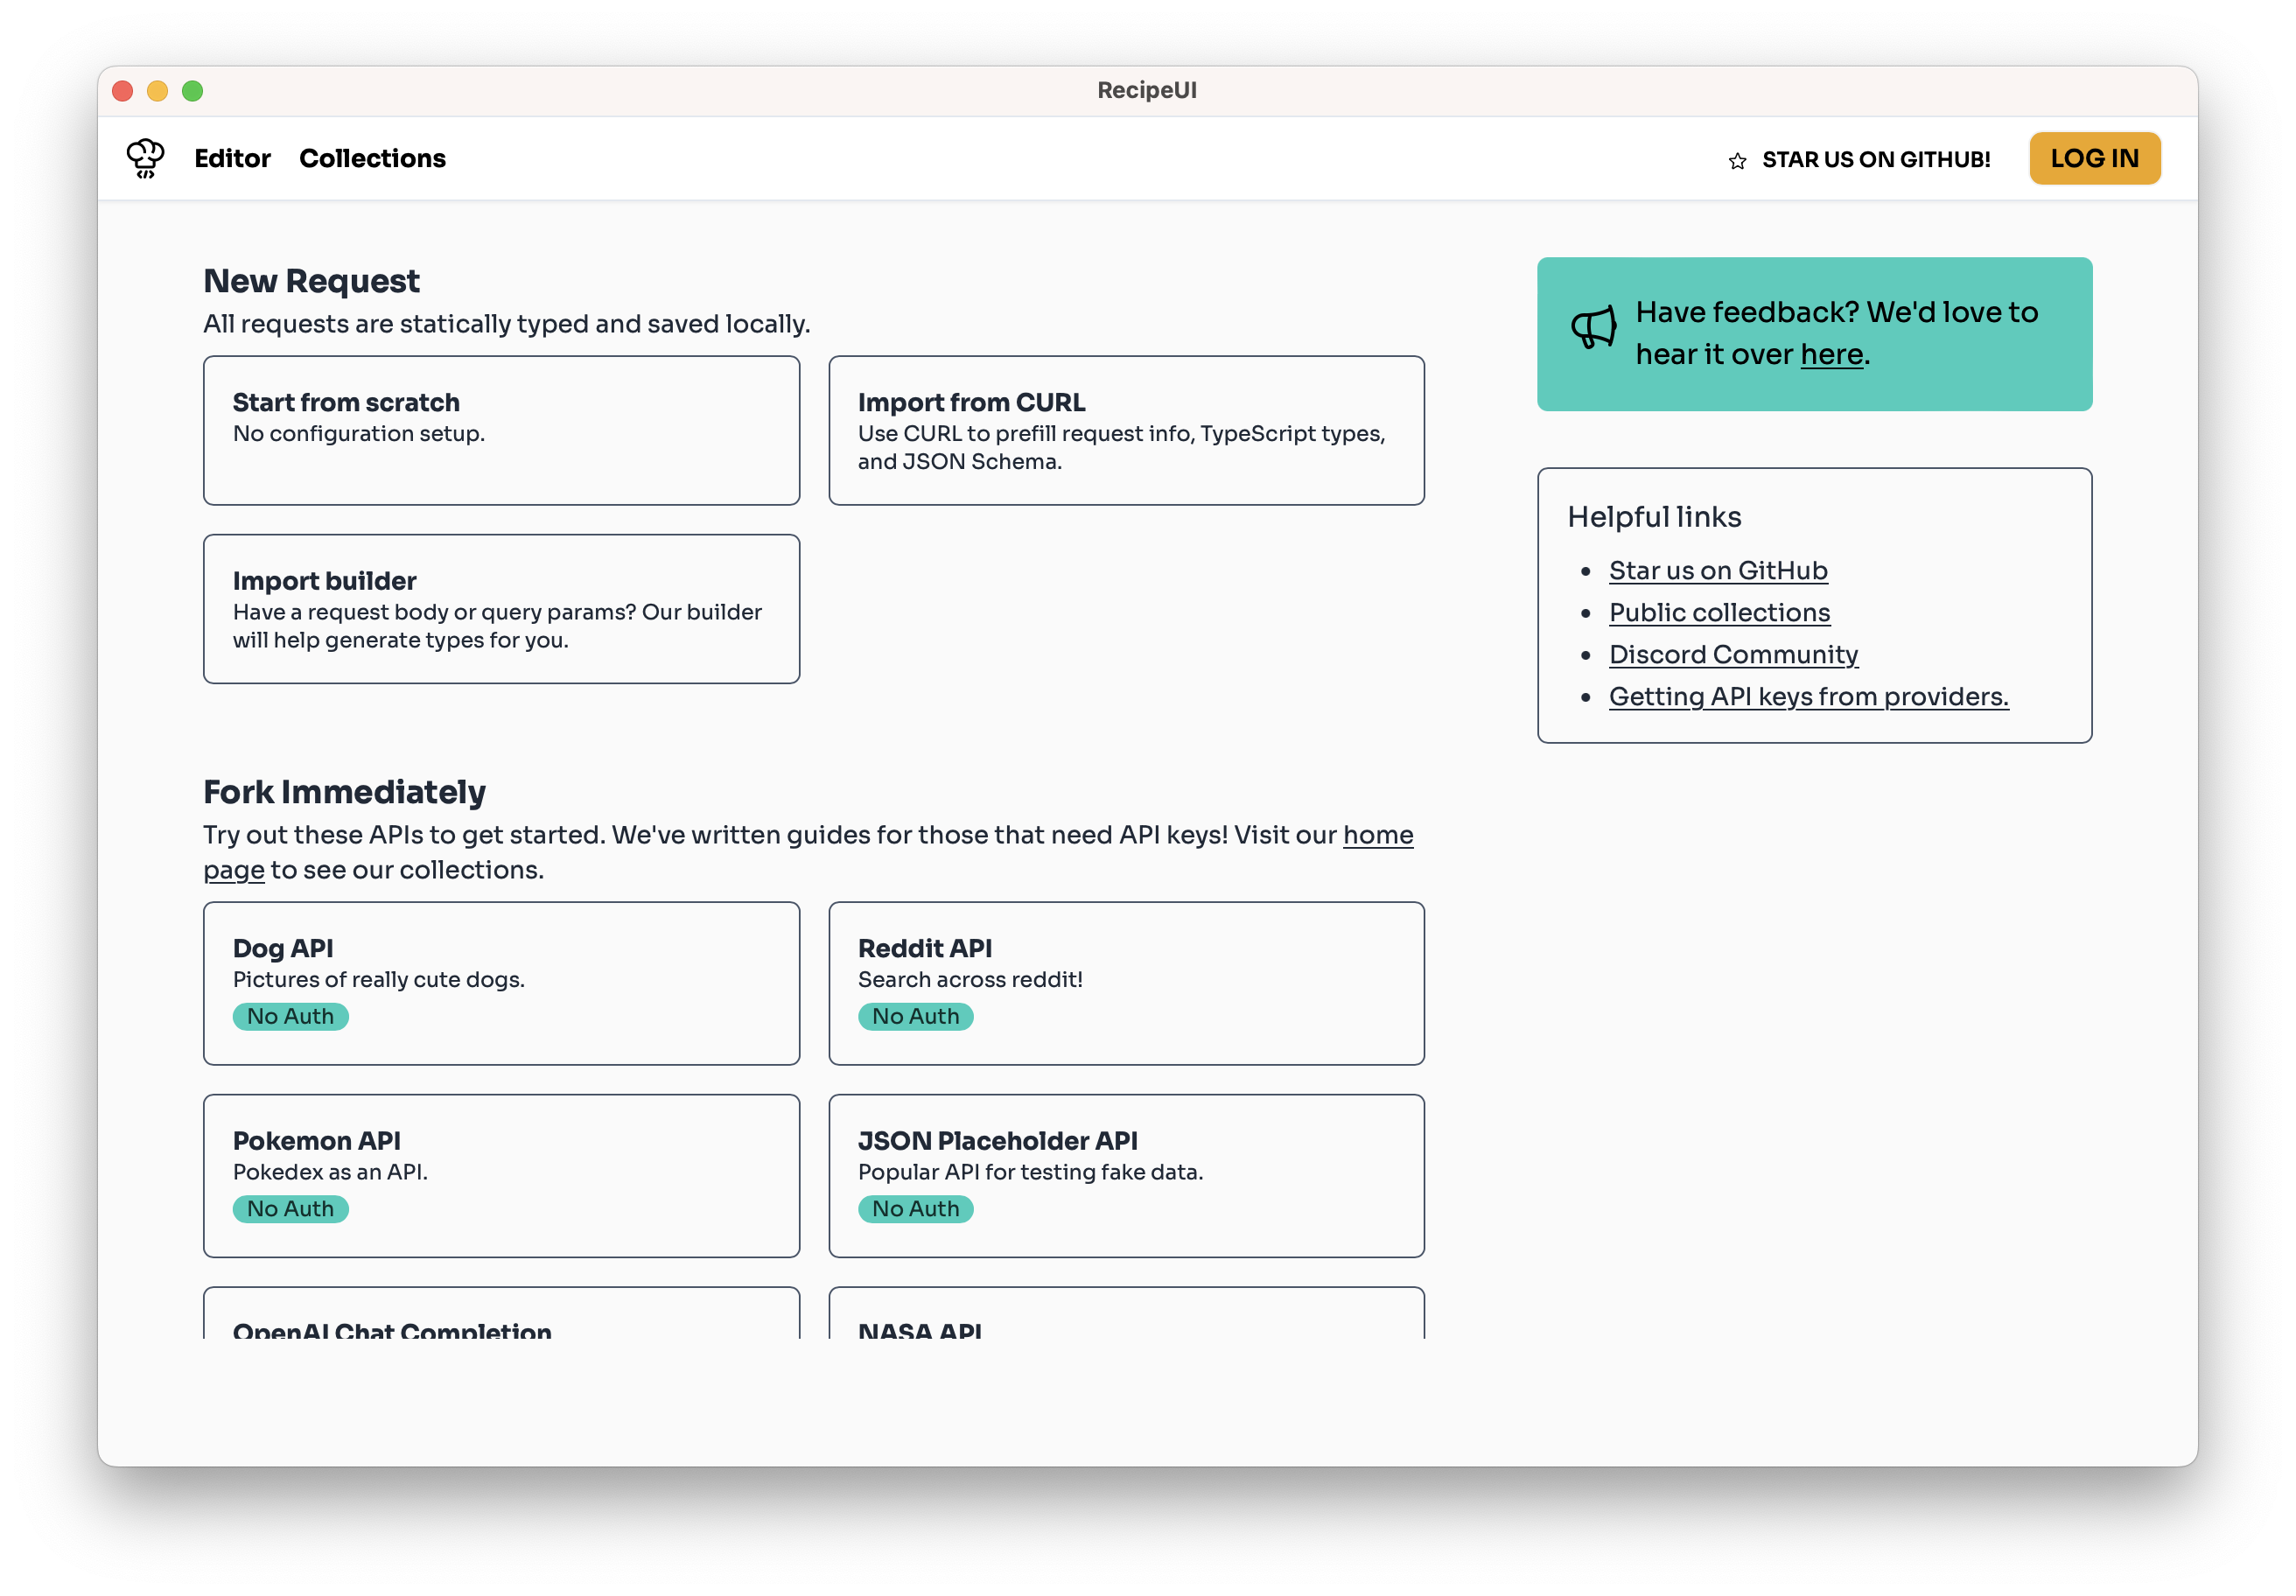 RecipeUI
Editor
Collections
STAR US ON GITHUB!
LOG IN
New Request
All requests are statically typed and saved locally.
Start from scratch
No configuration setup.
Import from CURL
Use CURL to prefill request info, TypeScript types,
and JSON Schema.
Import builder
Have a request body or query params? Our builder
will help generate types for you.
Fork Immediately
Try out these APIs to get started. We've written guides for those that need API keys! Visit our home
page to see our collections.
Dog API
Pictures of really cute dogs.
No Auth
Reddit API
Search across reddit!
No Auth
Pokemon API
Pokedex as an API.
No Auth
JSON Placeholder API
Popular API for testing fake data.
No Auth
OpenAI Chat Completion
NASA API
Have feedback? We'd love to
hear it over here.
Helpful links
Star us on GitHub
Public collections
Discord Community
Getting API keys from providers.